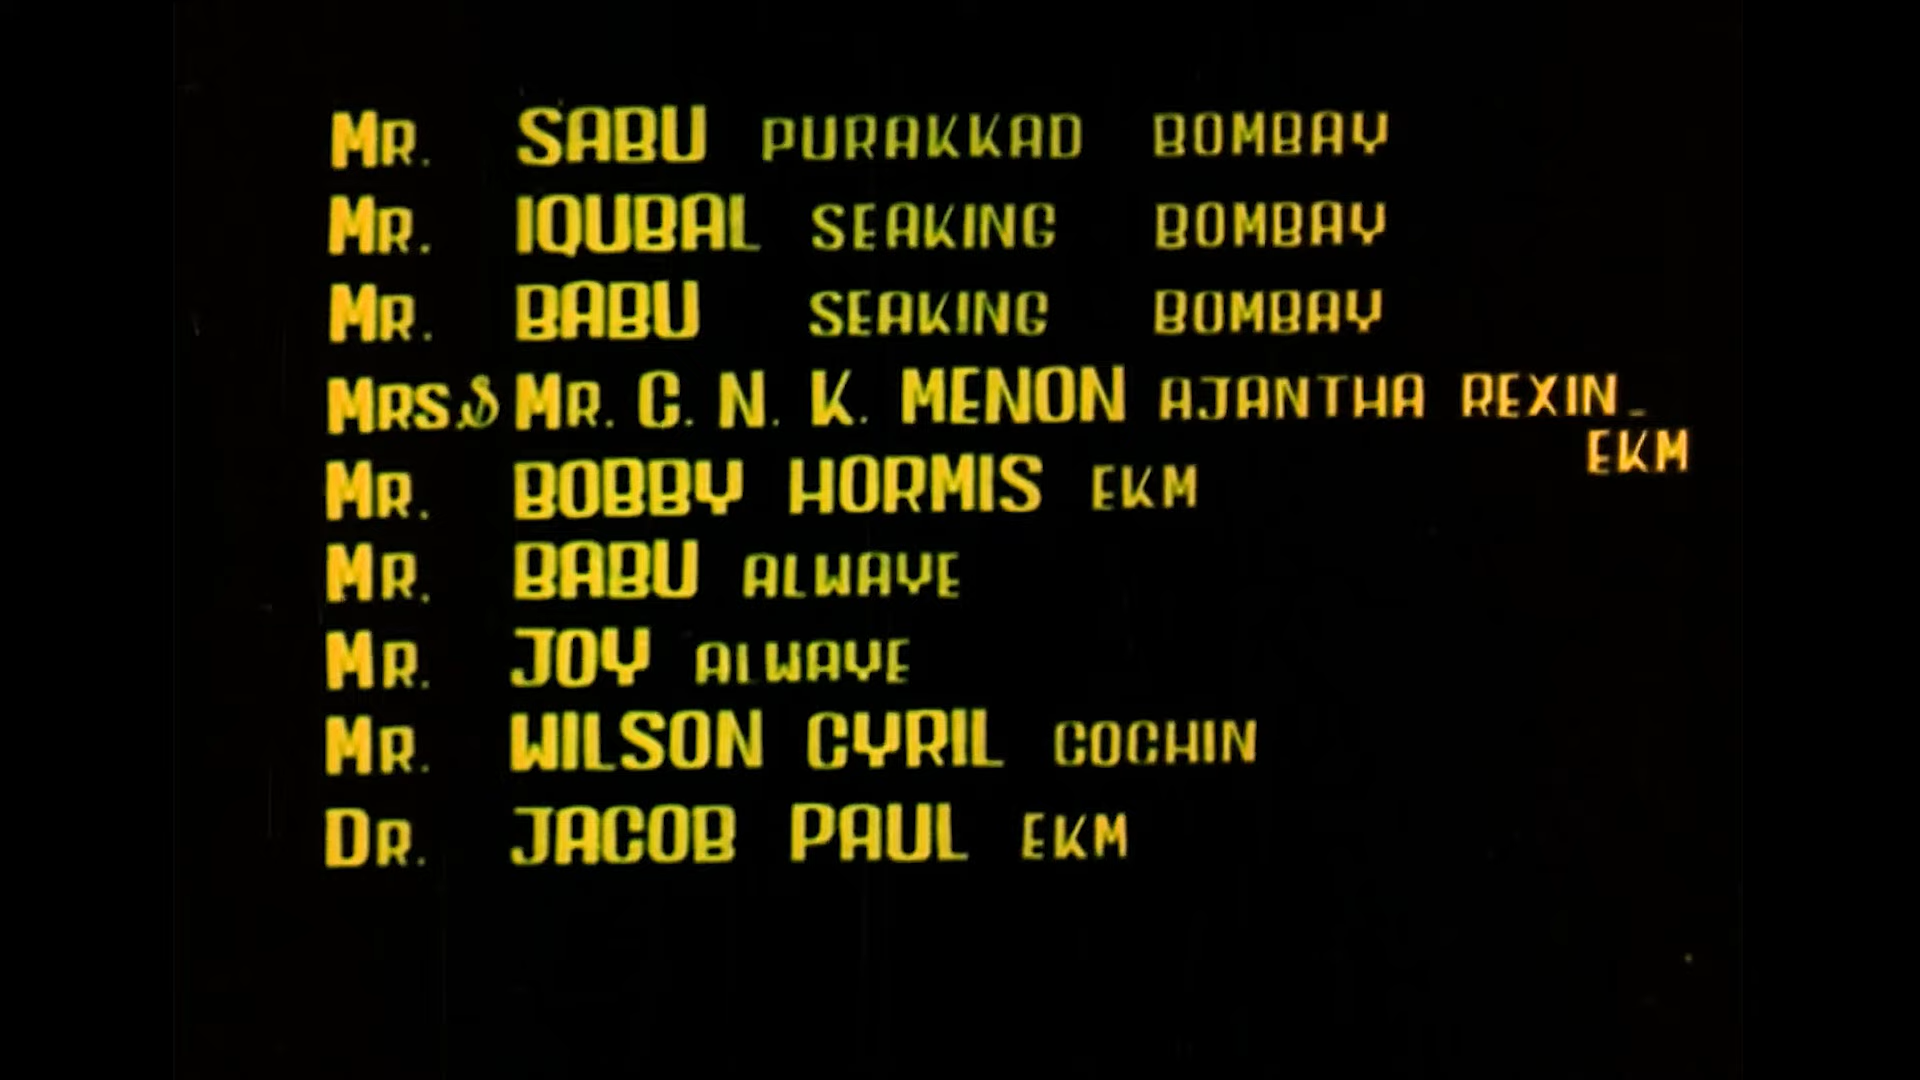 MR. SABU PURAKKAD BOMBAY
MR. IQUBAL SEAKING BOMBAY
MR. BABU SEAKING BOMBAY
MRS. & MR. C. N. K. MENON AJANTHA REXIN_
EKM
MR. BOBBY HORMIS EKM
MR. BABU ALWAYE
MR. JOY ALWAYE
MR. WILSON CYRIL COCHIN
DR. JACOB PAUL EKM